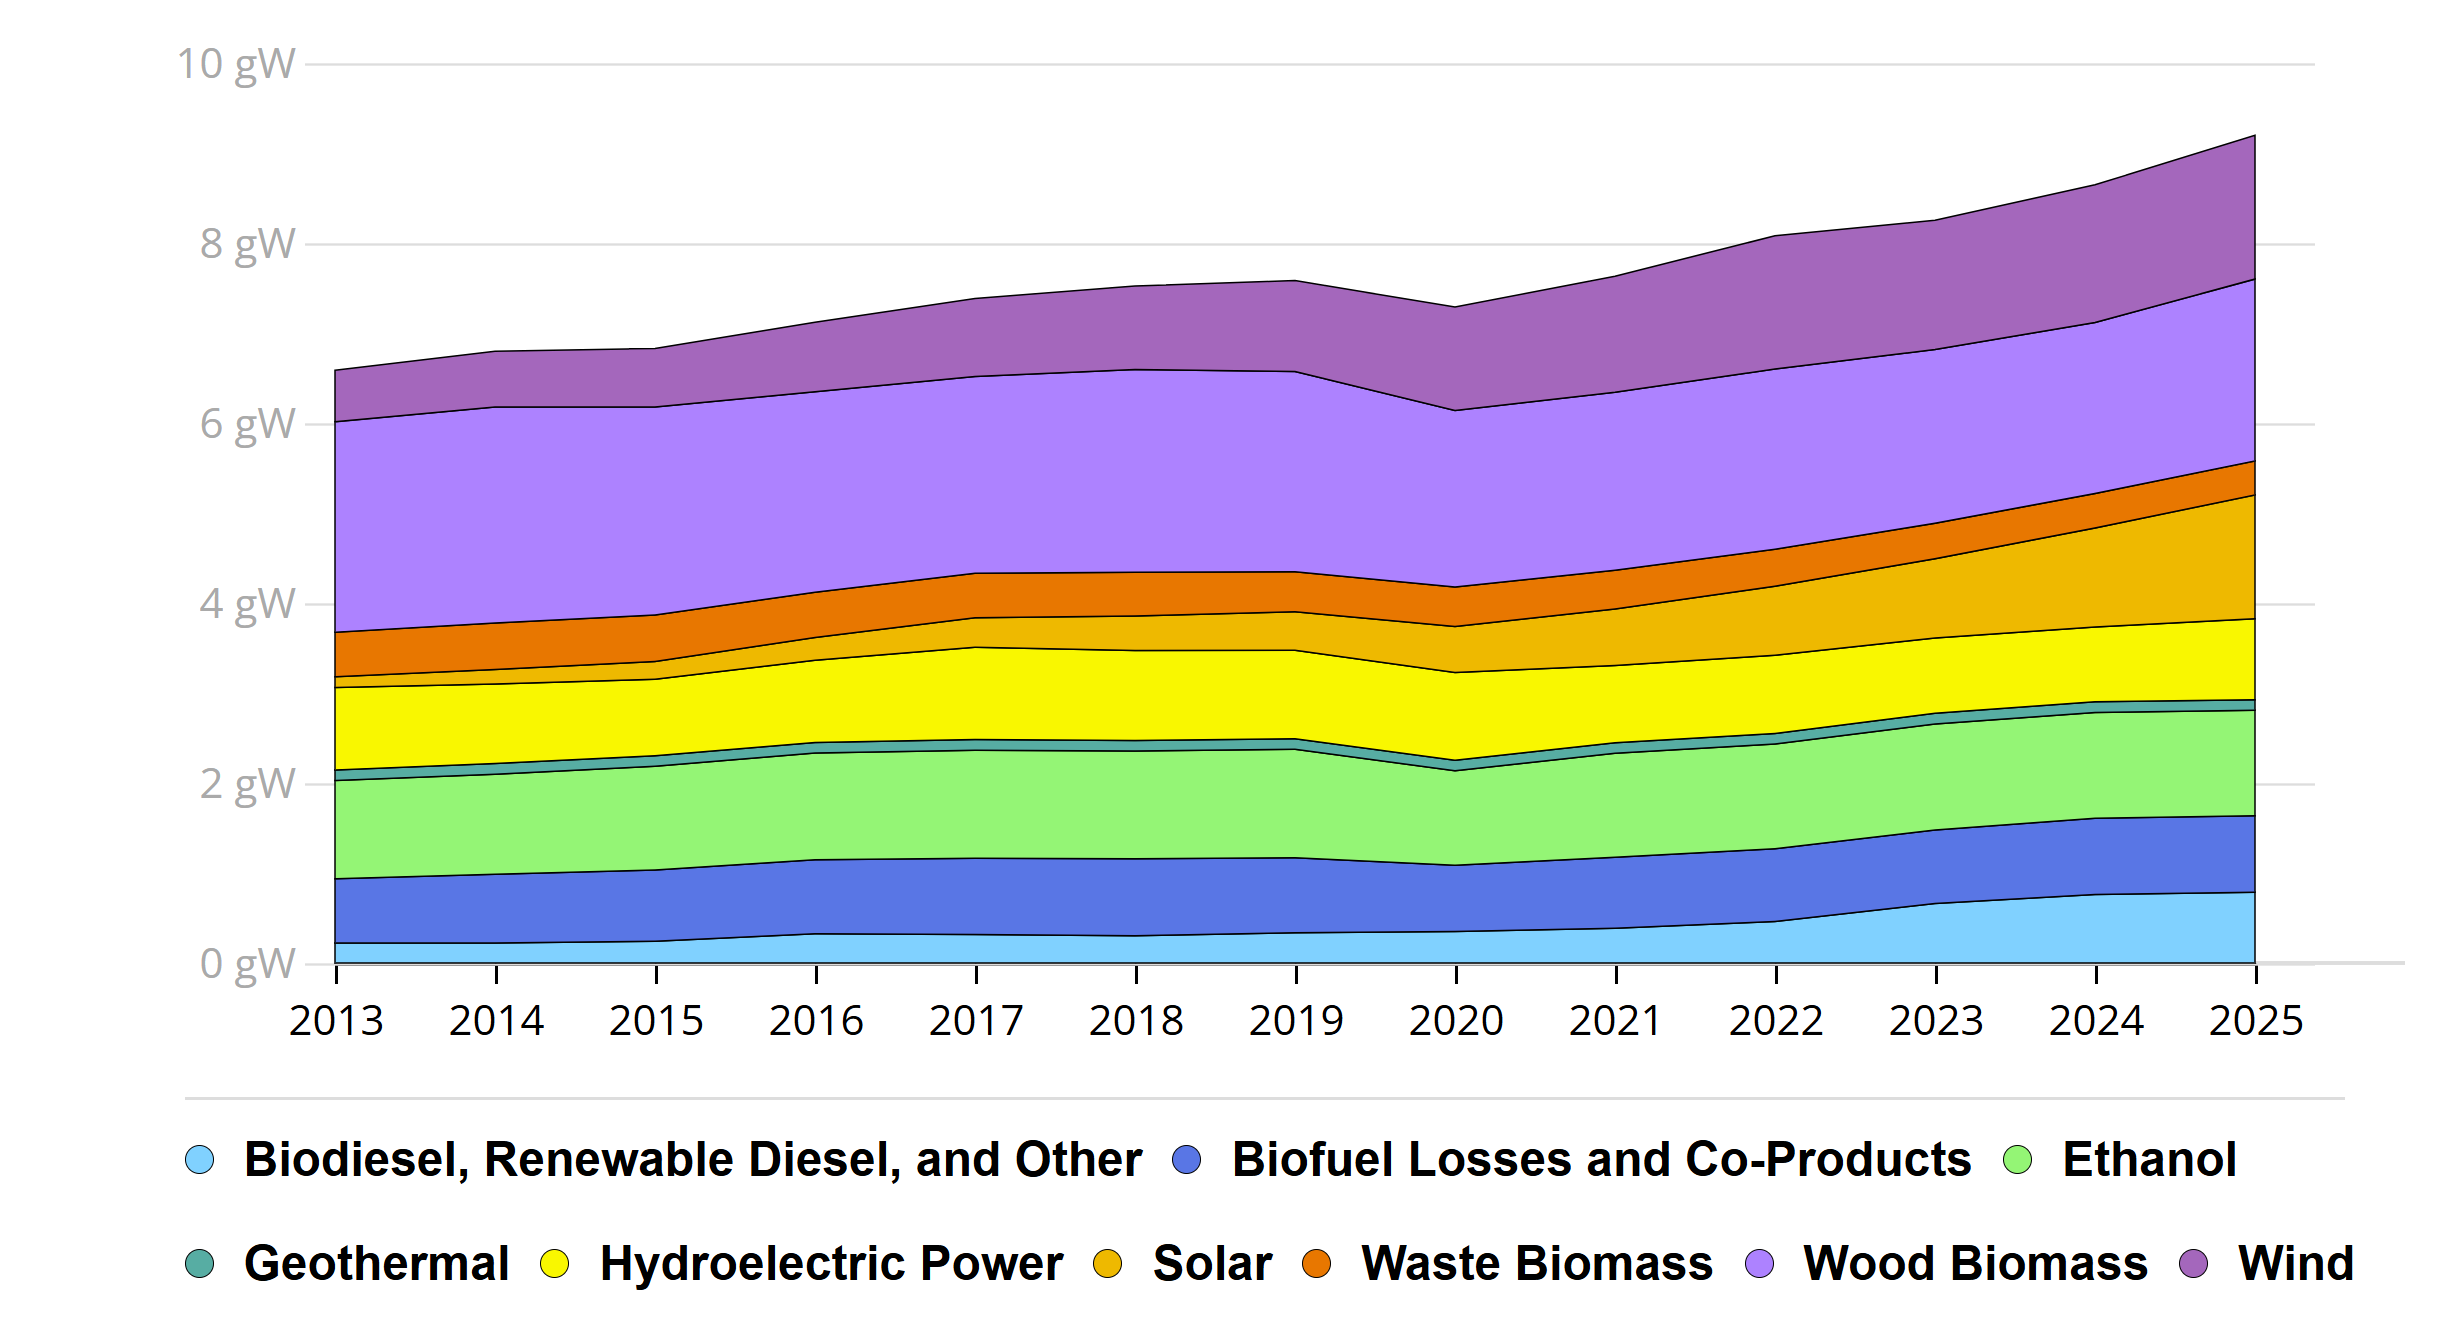 10 gW
8 gW
6 gW
4 gW
2 gW
0 gW
2013 2014 2015 2016 2017 2018 2019 2020 2021 2022 2023 2024 2025
Biodiesel, Renewable Diesel, and Other Biofuel Losses and Co-Products Ethanol
Geothermal Hydroelectric Power Solar Waste Biomass Wood Biomass Wind